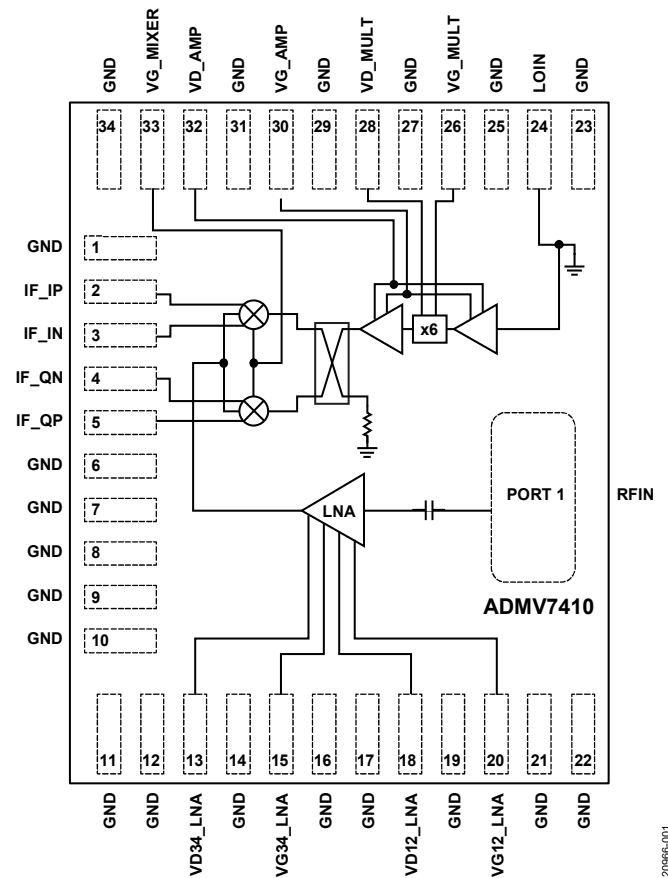 GND
VG_MIXER
VD_AMP
GND
VG_AMP
GND
VD_MULT
GND
VG_MULT
GND
LOIN
GND
34 33 32 31 30 29 28 27 26 25 24 23
GND 1
IF_IP 2
IF_IN 3
IF_QN 4
IF_QP 5
GND 6
GND 7
GND 8
GND 9
GND 10
x6
LNA
PORT 1
RFIN
ADMV7410
11 12 13 14 15 16 17 18 19 20 21 22
GND
GND
VD34_LNA
GND
VG34_LNA
GND
GND
VD12_LNA
GND
VG12_LNA
GND
GND
20966-001